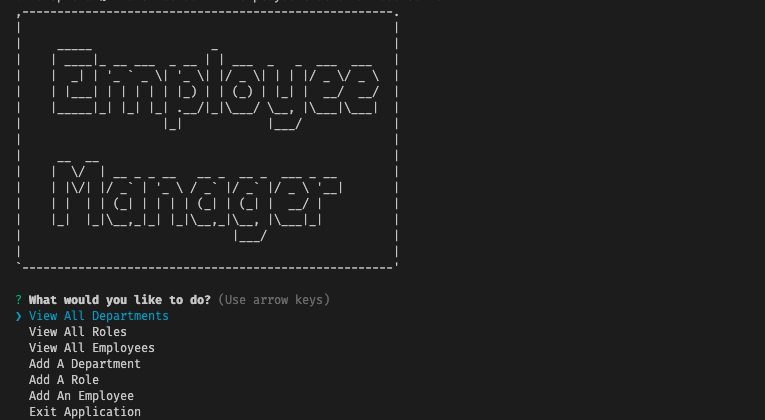 Employee
Manager
? What would you like to do? (Use arrow keys)
❯ View All Departments
View All Roles
View All Employees
Add A Department
Add A Role
Add An Employee
Exit Application